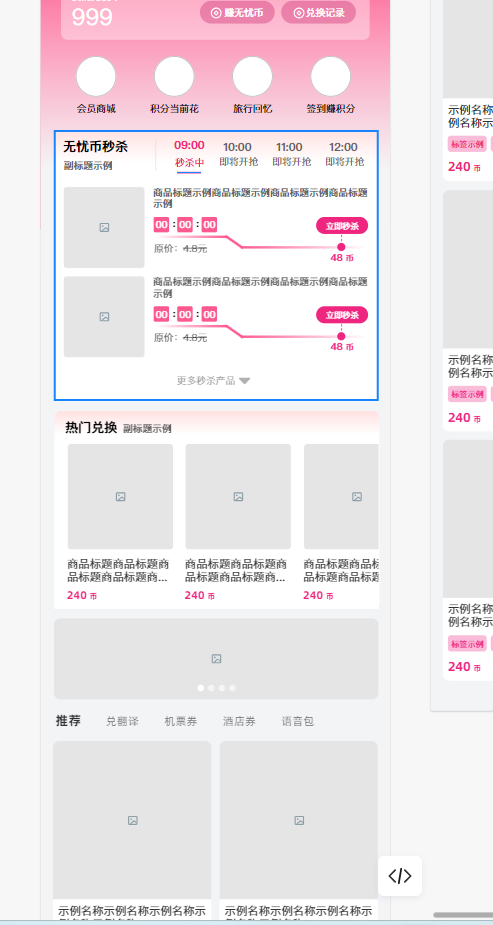 999
赚无忧币
兑换记录
会员商城
积分当前花
旅行回忆
签到赚积分
无忧币秒杀
副标题示例
09:00
秒杀中
10:00
即将开抢
11:00
即将开抢
12:00
即将开抢
商品标题示例商品标题示例商品标题示例商品标题
示例
00 : 00 : 00
立即秒杀
原价: 4.8元
48 币
商品标题示例商品标题示例商品标题示例商品标题
示例
00 : 00 : 00
立即秒杀
原价: 4.8元
48 币
更多秒杀产品
热门兑换 副标题示例
商品标题商品标题商
品标题商品标题商...
240 币
商品标题商品标题商
品标题商品标题商...
240 币
商品标题商品
品标题商品标
240 币
推荐
兑翻译
机票券
酒店券
语音包
示例名称示例名称示例名称示
示例名称示例名称示例名称示
示例名称
例名称示
标签示例
240 币
示例名称
例名称示
标签示例
240 币
示例名称
例名称示
标签示例
240 币